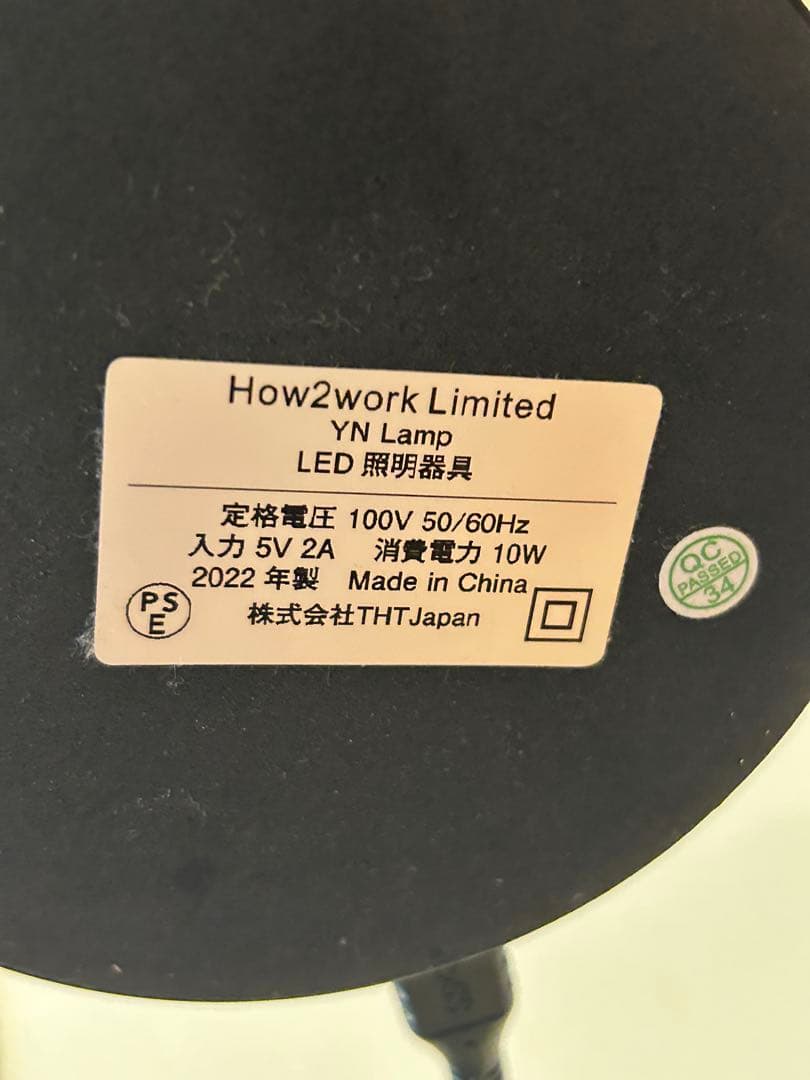 How2work Limited
YN Lamp
LED 照明器具
定格電圧 100V 50/60Hz
入力 5V 2A 消費電力 10W
2022 年製 Made in China
PS
E
株式会社THTJapan
QC
PASSED
34